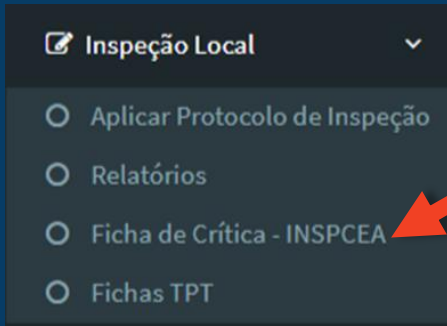 Inspeção Local
Aplicar Protocolo de Inspeção
Relatórios
Ficha de Crítica - INSPCEA
Fichas TPT